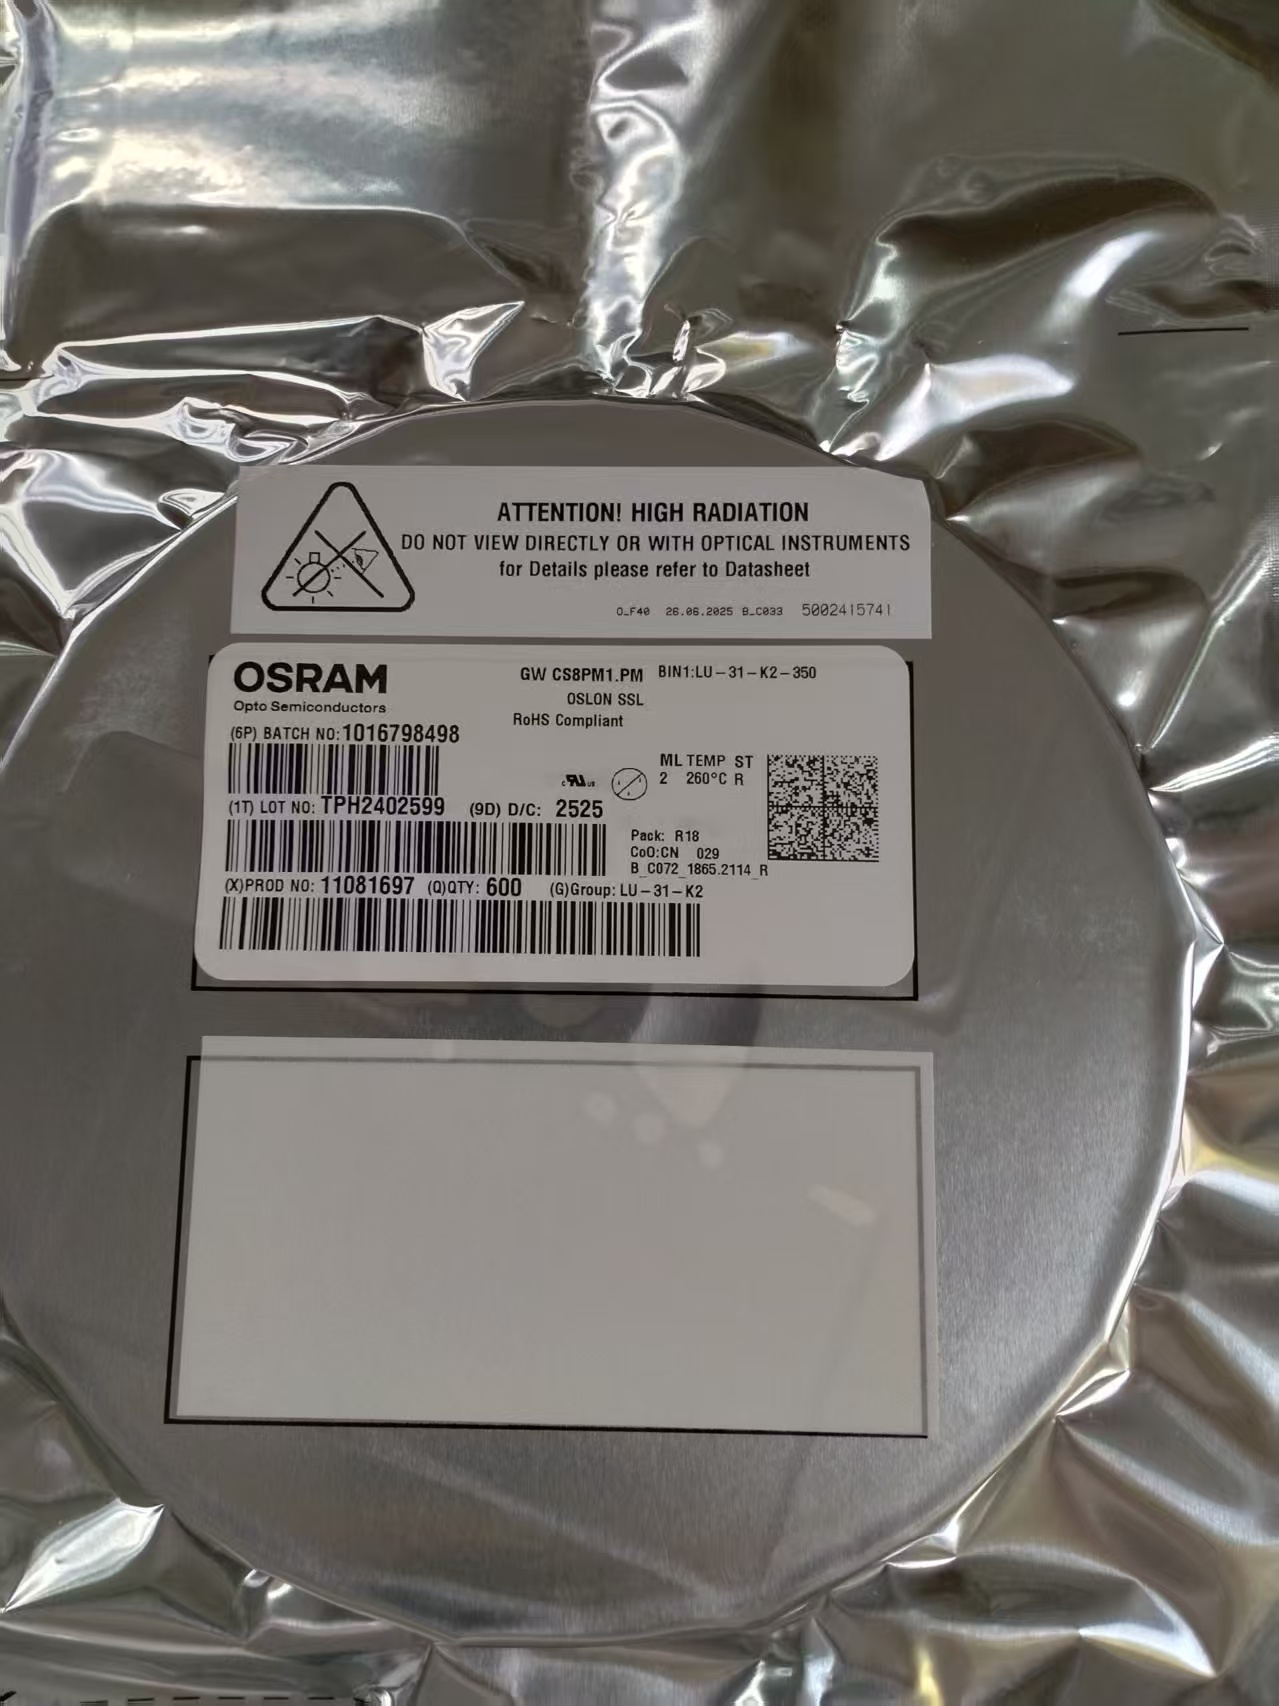 ATTENTION! HIGH RADIATION
DO NOT VIEW DIRECTLY OR WITH OPTICAL INSTRUMENTS
for Details please refer to Datasheet
O_F40 26.06.2025 B_C033 5002415741
OSRAM
Opto Semiconductors
GW CS8PM1.PM BIN1:LU-31-K2-350
OSLON SSL
RoHS Compliant
(6P) BATCH NO:1016798498
ML TEMP ST
2 260°C R
(1T) LOT NO: TPH2402599 (9D) D/C: 2525
Pack: R18
CoO:CN 029
B_C072_1865.2114_R
(X)PROD NO: 11081697 (Q)QTY: 600 (G)Group: LU-31-K2